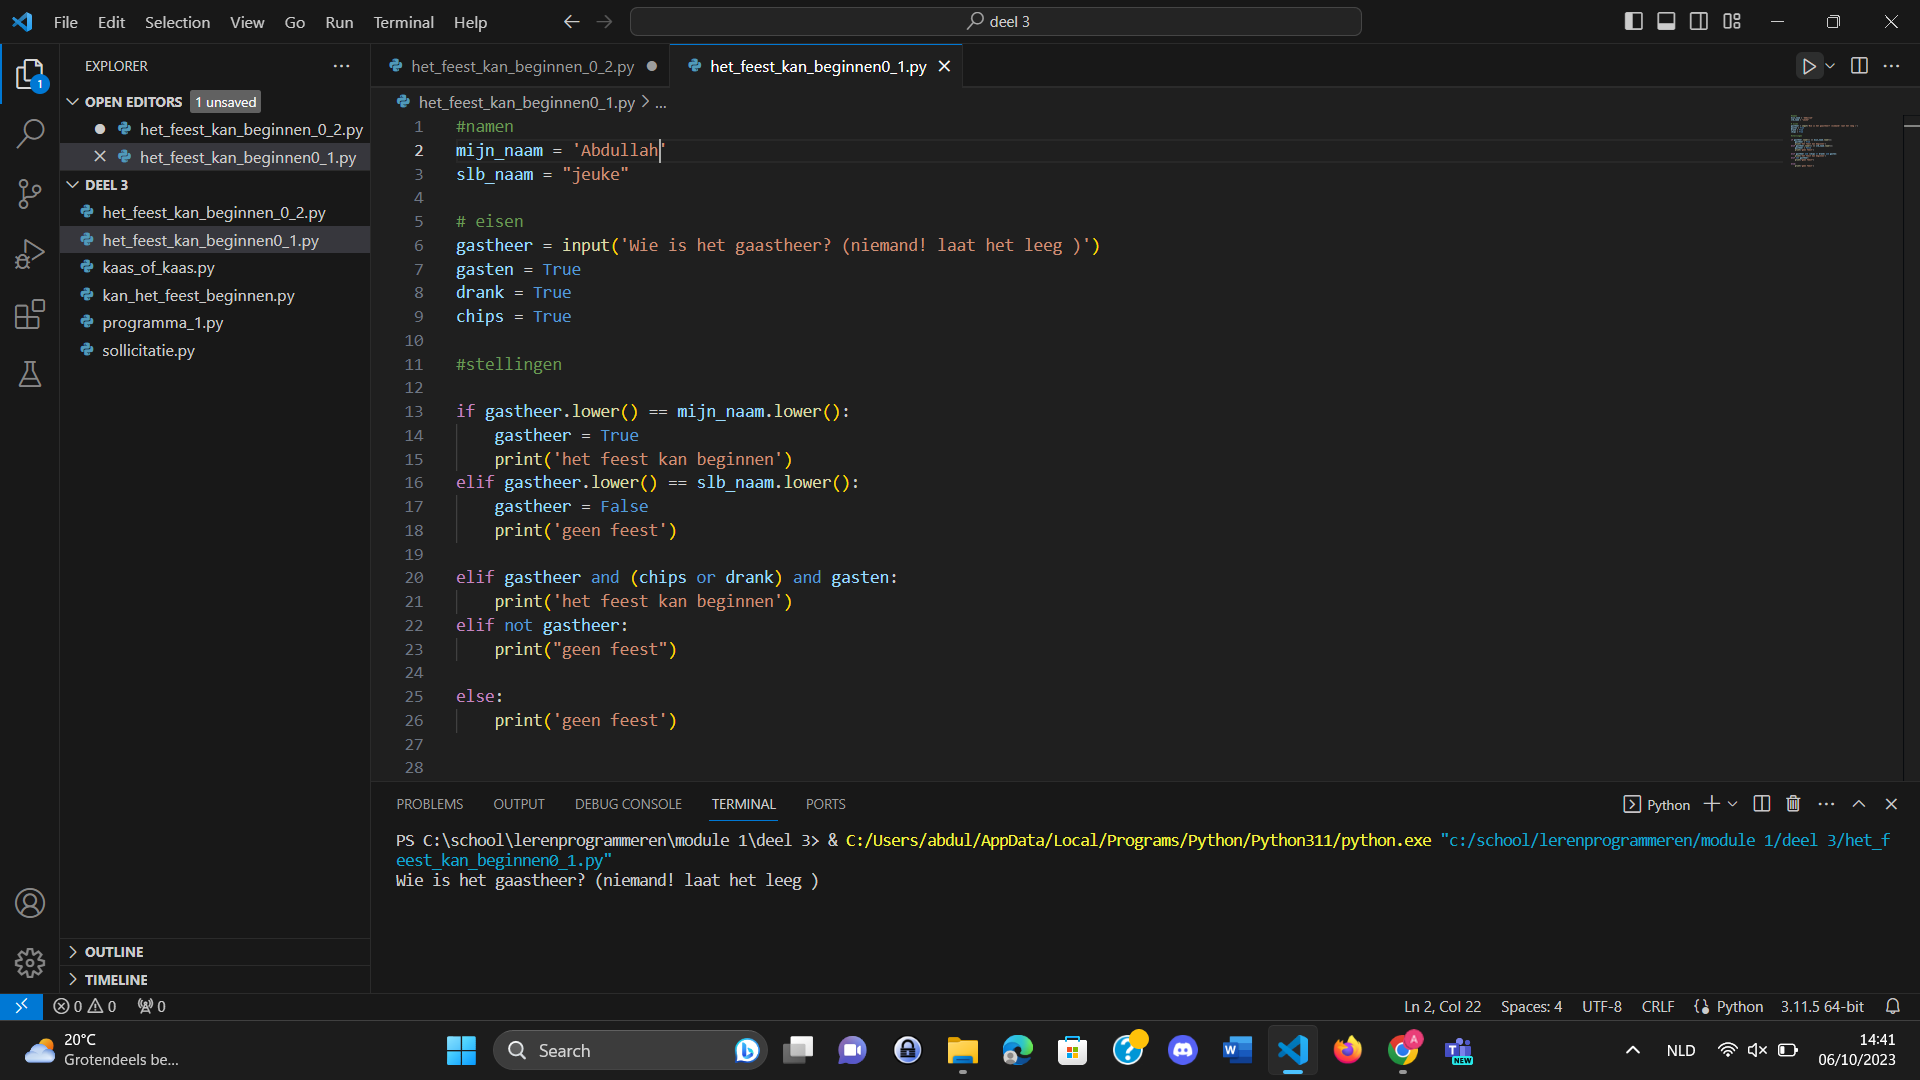 File Edit Selection View Go Run Terminal Help
deel 3
EXPLORER
OPEN EDITORS 1 unsaved
het_feest_kan_beginnen_0_2.py
het_feest_kan_beginnen0_1.py
DEEL 3
het_feest_kan_beginnen_0_2.py
het_feest_kan_beginnen0_1.py
kaas_of_kaas.py
kan_het_feest_beginnen.py
programma_1.py
sollicitatie.py
OUTLINE
TIMELINE
1
het_feest_kan_beginnen_0_2.py
het_feest_kan_beginnen0_1.py
het_feest_kan_beginnen0_1.py > ...
1 #namen
2 mijn_naam = 'Abdullah'
3 slb_naam = "jeuke"
4
5 # eisen
6 gastheer = input('Wie is het gaastheer? (niemand! laat het leeg )')
7 gasten = True
8 drank = True
9 chips = True
10
11 #stellingen
12
13 if gastheer.lower() == mijn_naam.lower():
14 gastheer = True
15 print('het feest kan beginnen')
16 elif gastheer.lower() == slb_naam.lower():
17 gastheer = False
18 print('geen feest')
19
20 elif gastheer and (chips or drank) and gasten:
21 print('het feest kan beginnen')
22 elif not gastheer:
23 print("geen feest")
24
25 else:
26 print('geen feest')
27
28
PROBLEMS OUTPUT DEBUG CONSOLE TERMINAL PORTS
Python
PS C:\school\lerenprogrammeren\module 1\deel 3> & C:/Users/abdul/AppData/Local/Programs/Python/Python311/python.exe "c:/school/lerenprogrammeren/module 1/deel 3/het_f
eest_kan_beginnen0_1.py"
Wie is het gaastheer? (niemand! laat het leeg )
0 0 0
Ln 2, Col 22 Spaces: 4 UTF-8 CRLF Python 3.11.5 64-bit
20°C
Grotendeels be...
Search
NEW
NLD
14:41
06/10/2023